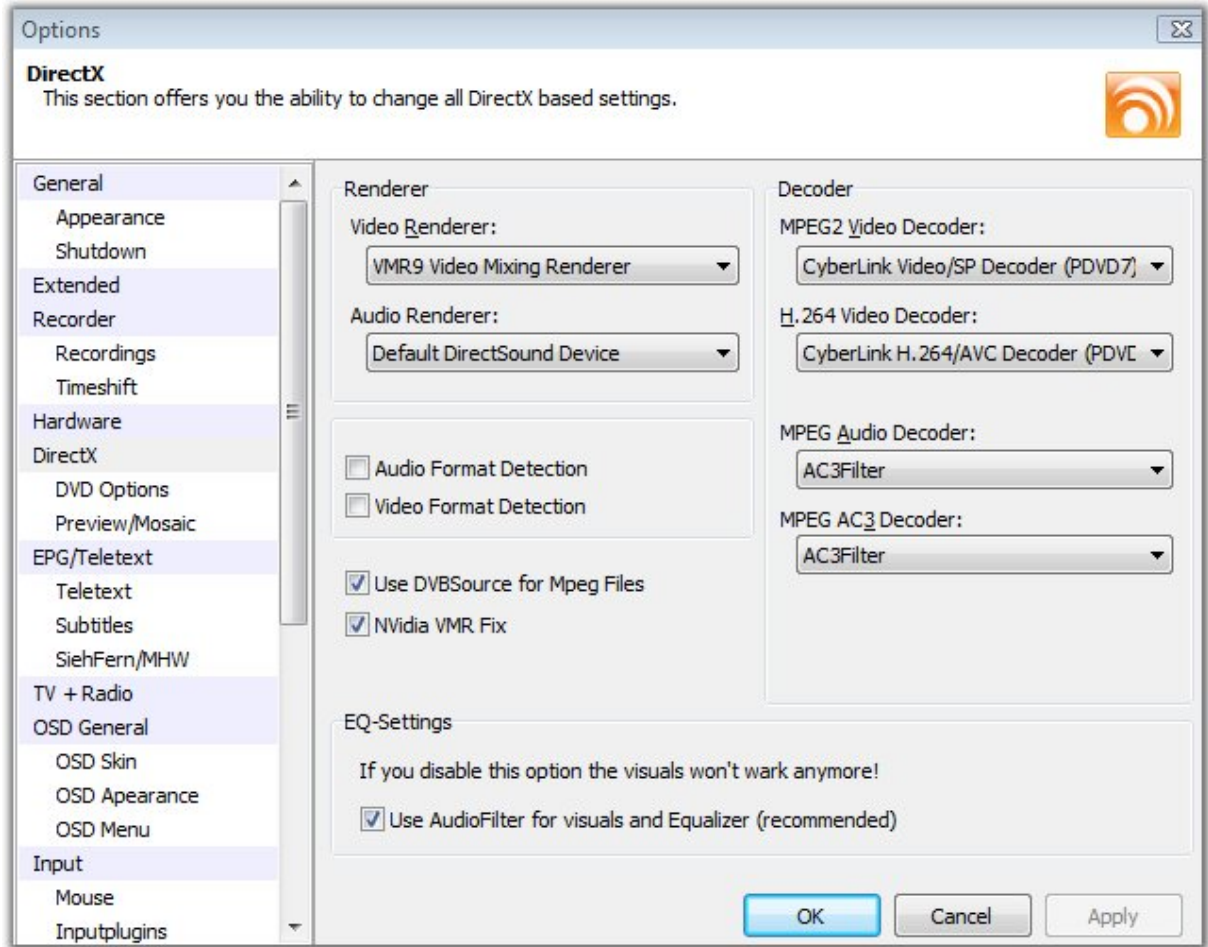 Options
DirectX
This section offers you the ability to change all DirectX based settings.
General
Appearance
Shutdown
Extended
Recorder
Recordings
Timeshift
Hardware
DirectX
DVD Options
Preview/Mosaic
EPG/Teletext
Teletext
Subtitles
SiehFern/MHW
TV + Radio
OSD General
OSD Skin
OSD Apearance
OSD Menu
Input
Mouse
Inputplugins
Renderer
Video Renderer:
VMR9 Video Mixing Renderer
Audio Renderer:
Default DirectSound Device
Audio Format Detection
Video Format Detection
Use DVBSource for Mpeg Files
NVidia VMR Fix
Decoder
MPEG2 Video Decoder:
CyberLink Video/SP Decoder (PDVD7)
H.264 Video Decoder:
CyberLink H.264/AVC Decoder (PDVD
MPEG Audio Decoder:
AC3Filter
MPEG AC3 Decoder:
AC3Filter
EQ-Settings
If you disable this option the visuals won't wark anymore!
Use AudioFilter for visuals and Equalizer (recommended)
OK
Cancel
Apply